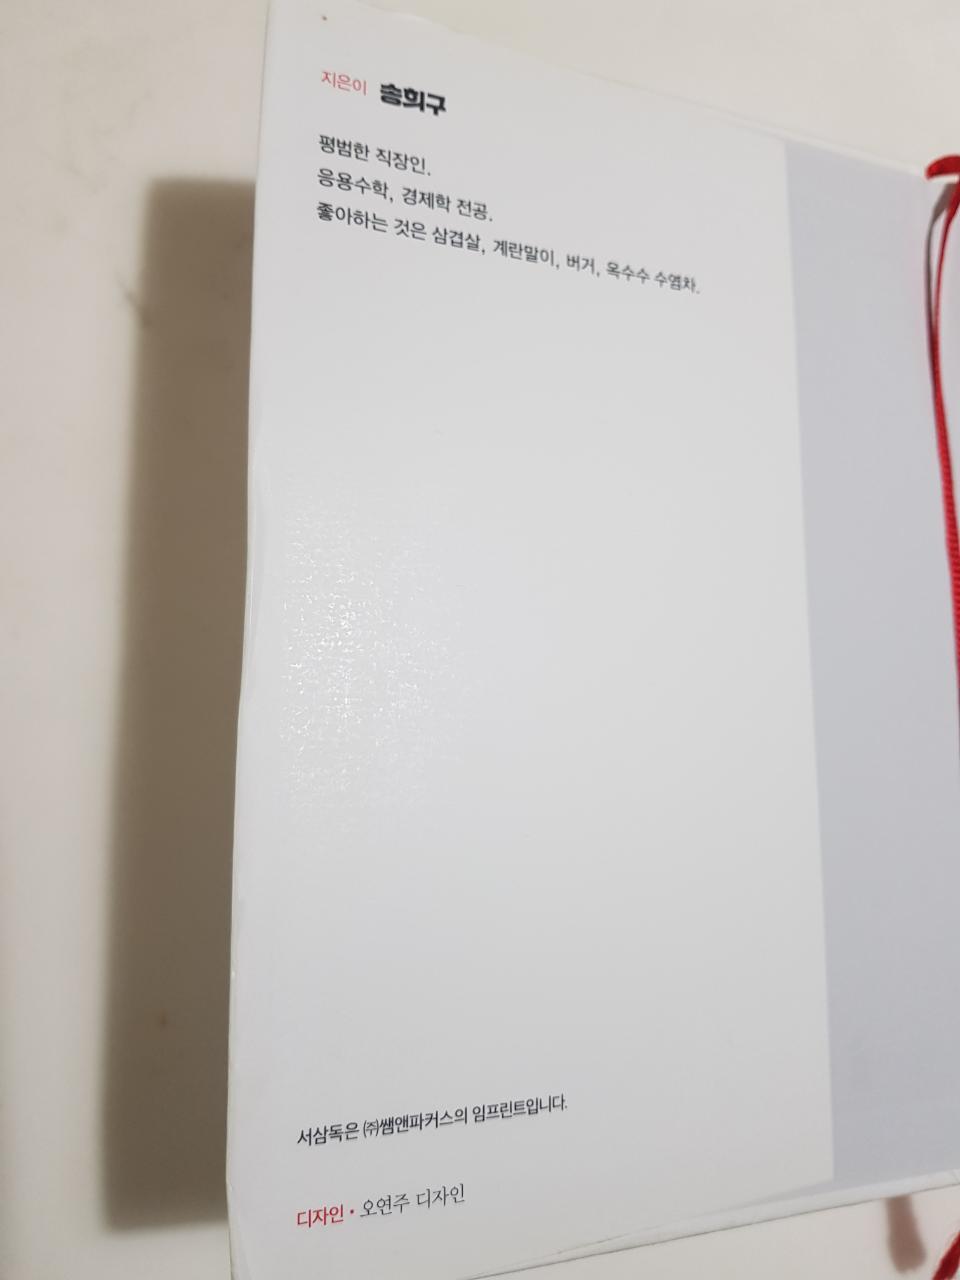 지은이 송희구
평범한 직장인.
응용수학, 경제학 전공.
좋아하는 것은 삼겹살, 계란말이, 버거, 옥수수 수염차.
서삼독은 ㈜쌤앤파커스의 임프린트입니다.
디자인 • 오연주 디자인